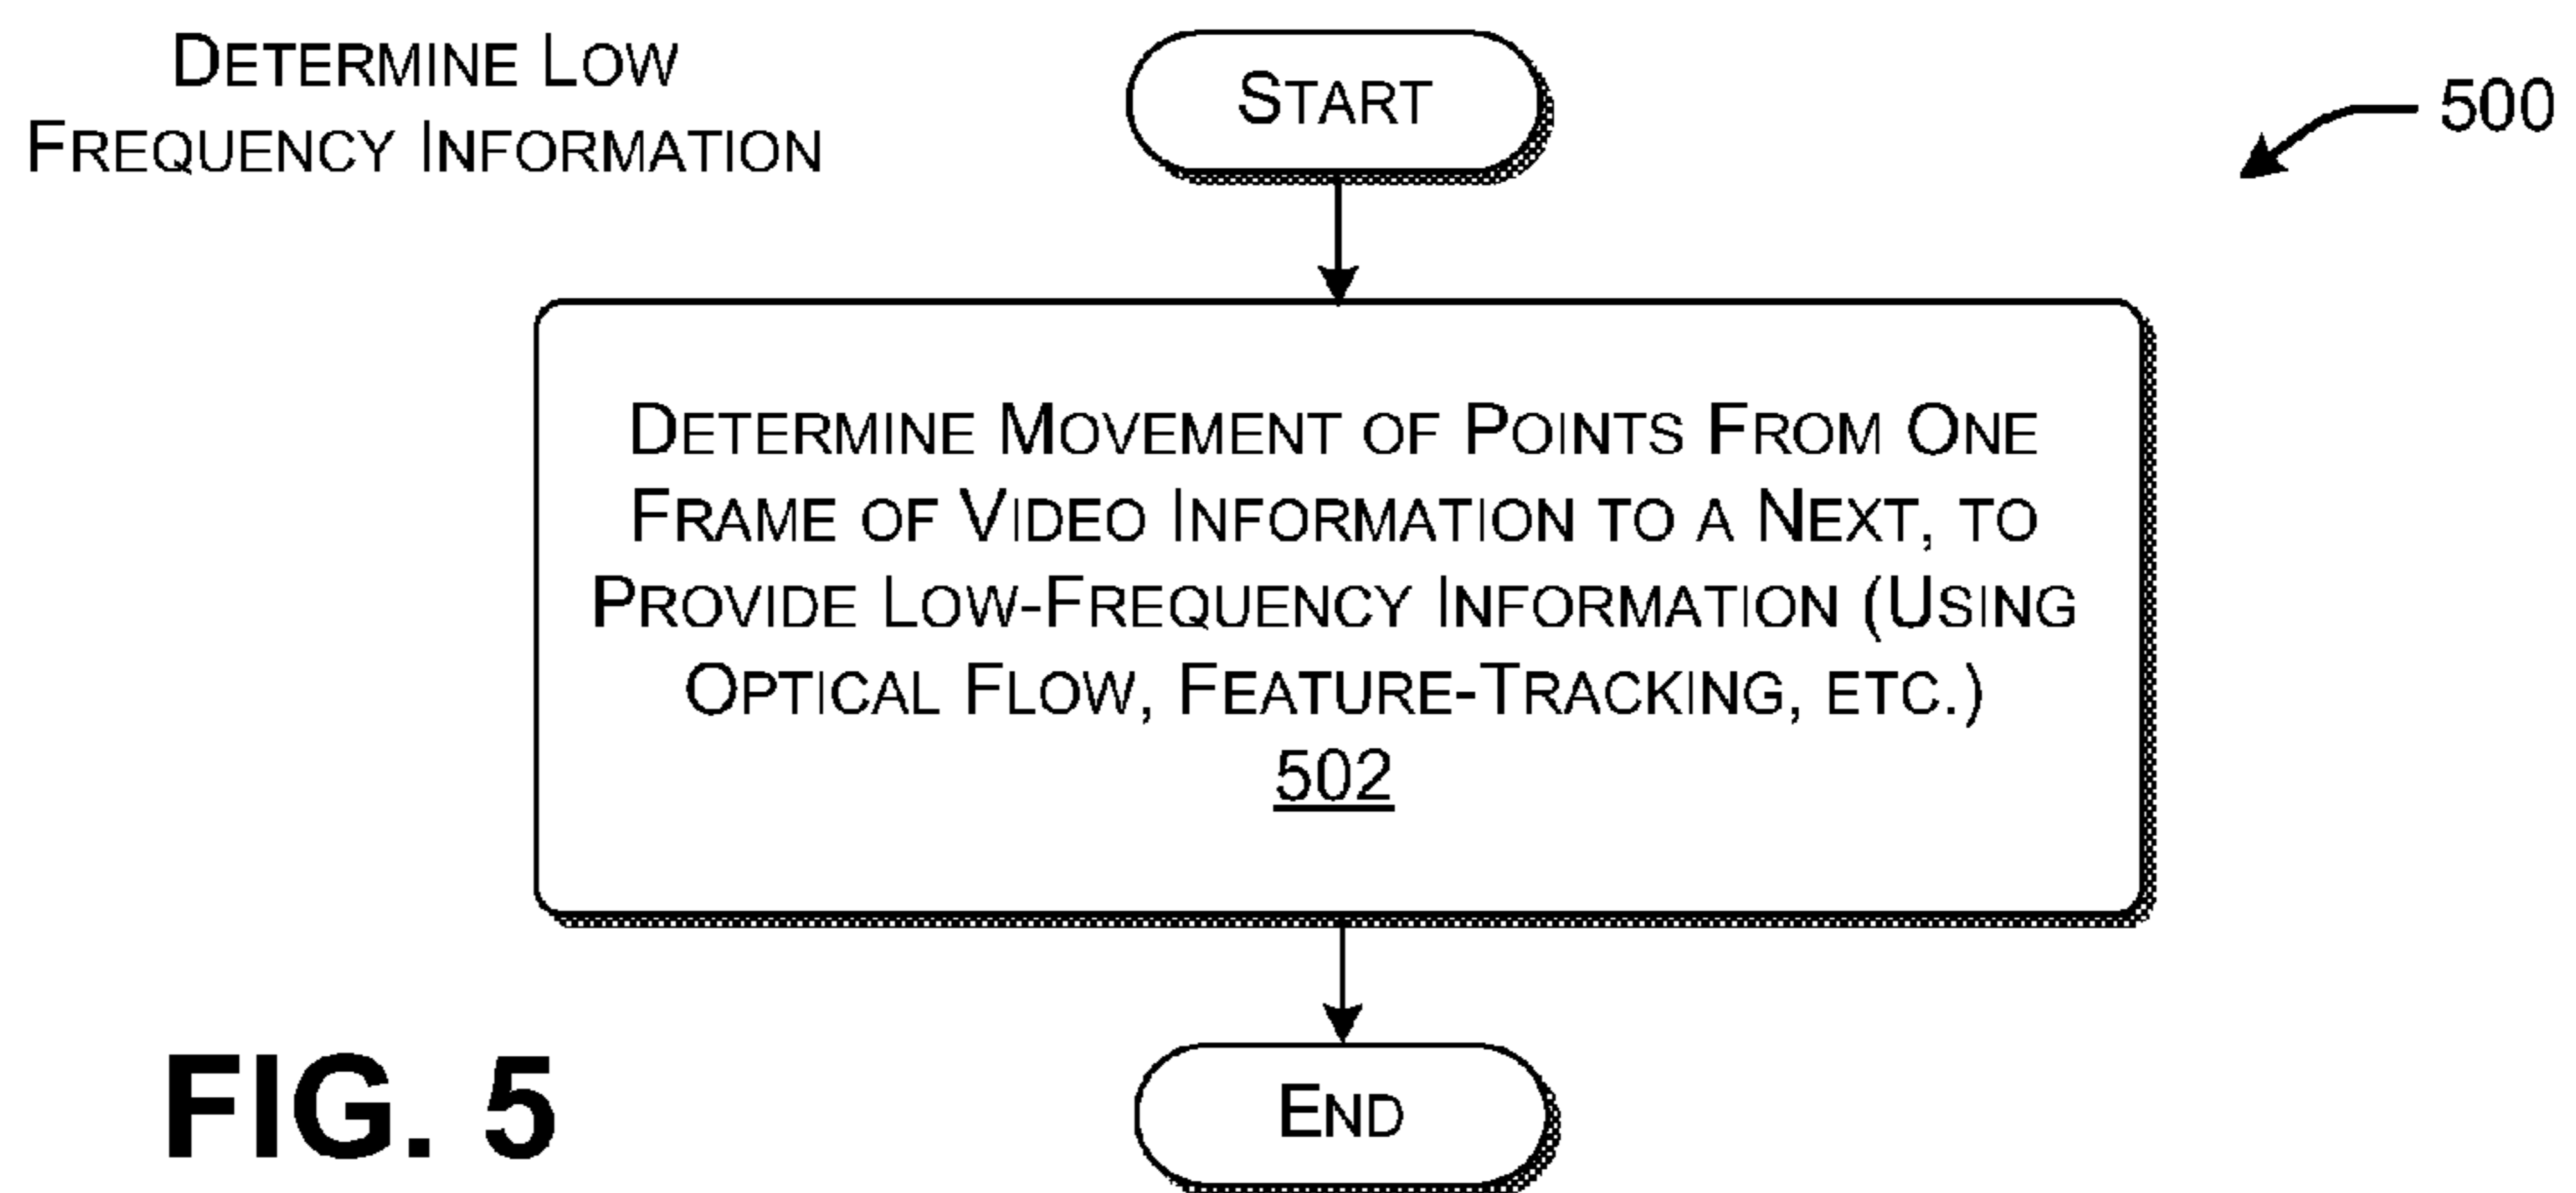 DETERMINE LOW
FREQUENCY INFORMATION
START
500
DETERMINE MOVEMENT OF POINTS FROM ONE
FRAME OF VIDEO INFORMATION TO A NEXT, TO
PROVIDE LOW-FREQUENCY INFORMATION (USING
OPTICAL FLOW, FEATURE-TRACKING, ETC.)
502
END
FIG. 5